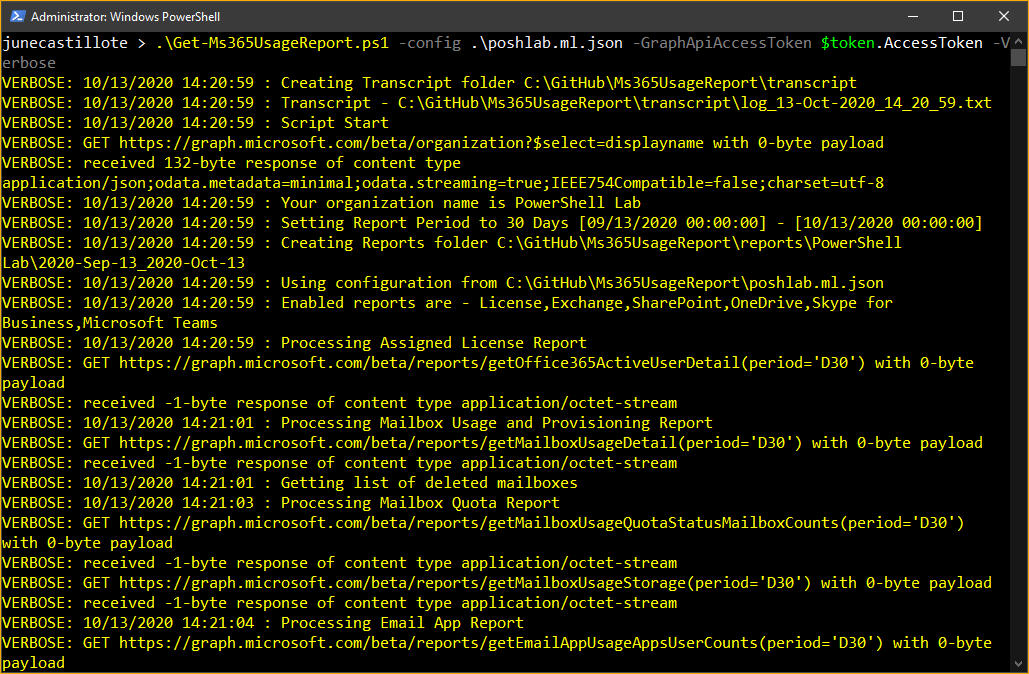 Administrator: Windows PowerShell
junecastillote > .\Get-Ms365UsageReport.ps1 -config .\poshlab.ml.json -GraphApiAccessToken $token.AccessToken -V
erbose
VERBOSE: 10/13/2020 14:20:59 : Creating Transcript folder C:\GitHub\Ms365UsageReport\transcript
VERBOSE: 10/13/2020 14:20:59 : Transcript - C:\GitHub\Ms365UsageReport\transcript\log_13-Oct-2020_14_20_59.txt
VERBOSE: 10/13/2020 14:20:59 : Script Start
VERBOSE: GET https://graph.microsoft.com/beta/organization?$select=displayname with 0-byte payload
VERBOSE: received 132-byte response of content type
application/json;odata.metadata=minimal;odata.streaming=true;IEEE754Compatible=false;charset=utf-8
VERBOSE: 10/13/2020 14:20:59 : Your organization name is PowerShell Lab
VERBOSE: 10/13/2020 14:20:59 : Setting Report Period to 30 Days [09/13/2020 00:00:00] - [10/13/2020 00:00:00]
VERBOSE: 10/13/2020 14:20:59 : Creating Reports folder C:\GitHub\Ms365UsageReport\reports\PowerShell
Lab\2020-Sep-13_2020-Oct-13
VERBOSE: 10/13/2020 14:20:59 : Using configuration from C:\GitHub\Ms365UsageReport\poshlab.ml.json
VERBOSE: 10/13/2020 14:20:59 : Enabled reports are - License,Exchange,SharePoint,OneDrive,Skype for
Business,Microsoft Teams
VERBOSE: 10/13/2020 14:20:59 : Processing Assigned License Report
VERBOSE: GET https://graph.microsoft.com/beta/reports/getOffice365ActiveUserDetail(period='D30') with 0-byte
payload
VERBOSE: received -1-byte response of content type application/octet-stream
VERBOSE: 10/13/2020 14:21:01 : Processing Mailbox Usage and Provisioning Report
VERBOSE: GET https://graph.microsoft.com/beta/reports/getMailboxUsageDetail(period='D30') with 0-byte payload
VERBOSE: received -1-byte response of content type application/octet-stream
VERBOSE: 10/13/2020 14:21:01 : Getting list of deleted mailboxes
VERBOSE: 10/13/2020 14:21:03 : Processing Mailbox Quota Report
VERBOSE: GET https://graph.microsoft.com/beta/reports/getMailboxUsageQuotaStatusMailboxCounts(period='D30')
with 0-byte payload
VERBOSE: received -1-byte response of content type application/octet-stream
VERBOSE: GET https://graph.microsoft.com/beta/reports/getMailboxUsageStorage(period='D30') with 0-byte payload
VERBOSE: received -1-byte response of content type application/octet-stream
VERBOSE: 10/13/2020 14:21:04 : Processing Email App Report
VERBOSE: GET https://graph.microsoft.com/beta/reports/getEmailAppUsageAppsUserCounts(period='D30') with 0-byte
payload